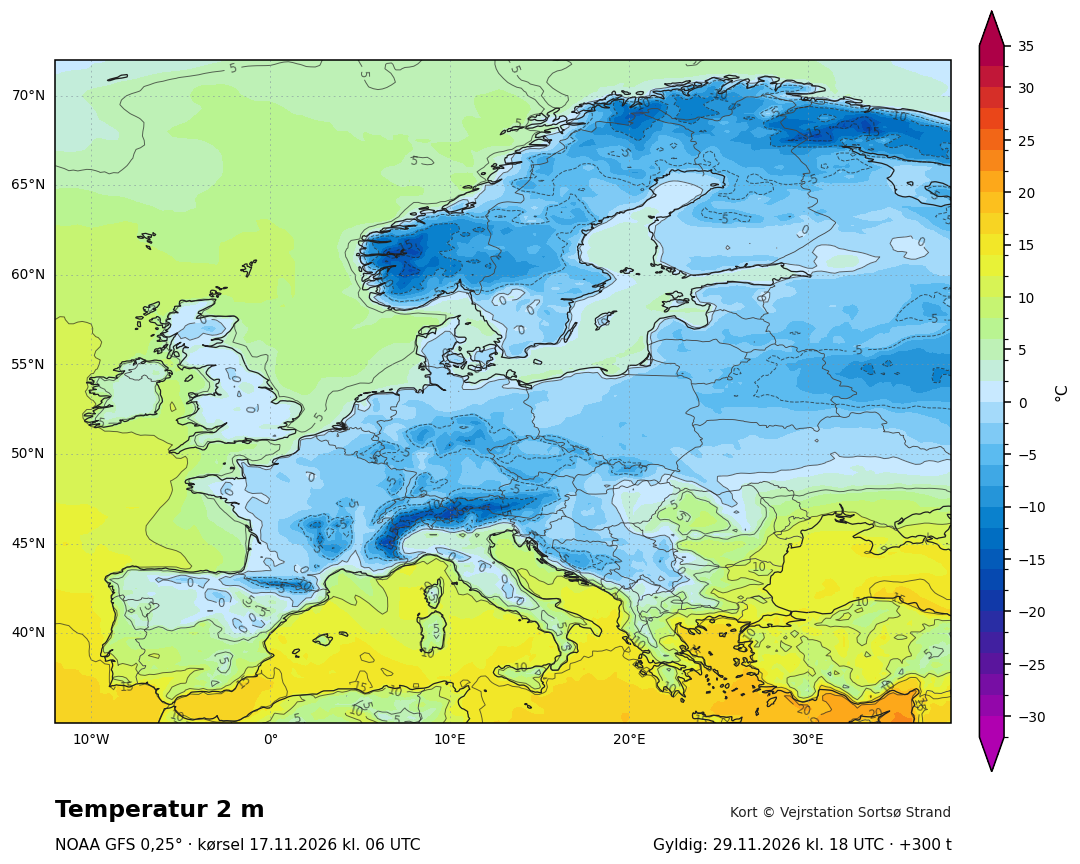 35
30
25
20
15
10
5
0
−5
−10
−15
−20
−25
−30
°C
70°N
65°N
60°N
55°N
50°N
45°N
40°N
10°W
0°
10°E
20°E
30°E
Temperatur 2 m
Kort © Vejrstation Sortsø Strand
NOAA GFS 0,25° · kørsel 17.11.2026 kl. 06 UTC
Gyldig: 29.11.2026 kl. 18 UTC · +300 t